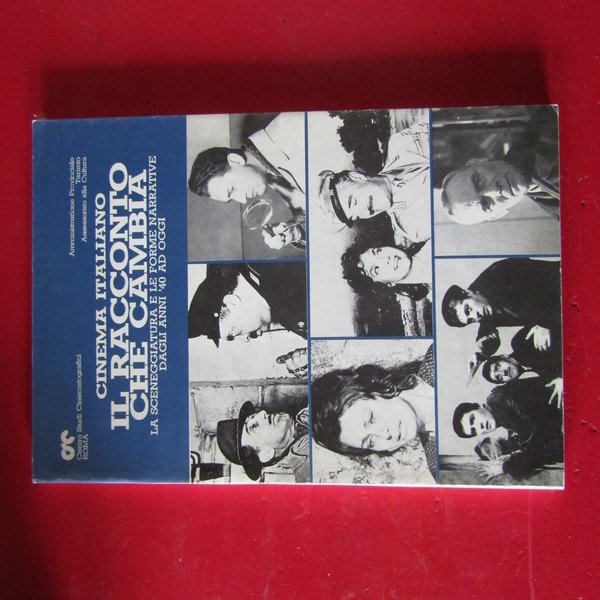 Amministrazione Provinciale
Taranto
Assessorato alla Cultura
CINEMA ITALIANO
IL RACCONTO
CHE CAMBIA
LA SCENEGGIATURA E LE FORME NARRATIVE
DAGLI ANNI '40 AD OGGI
Centro Studi Cinematografici
ROMA